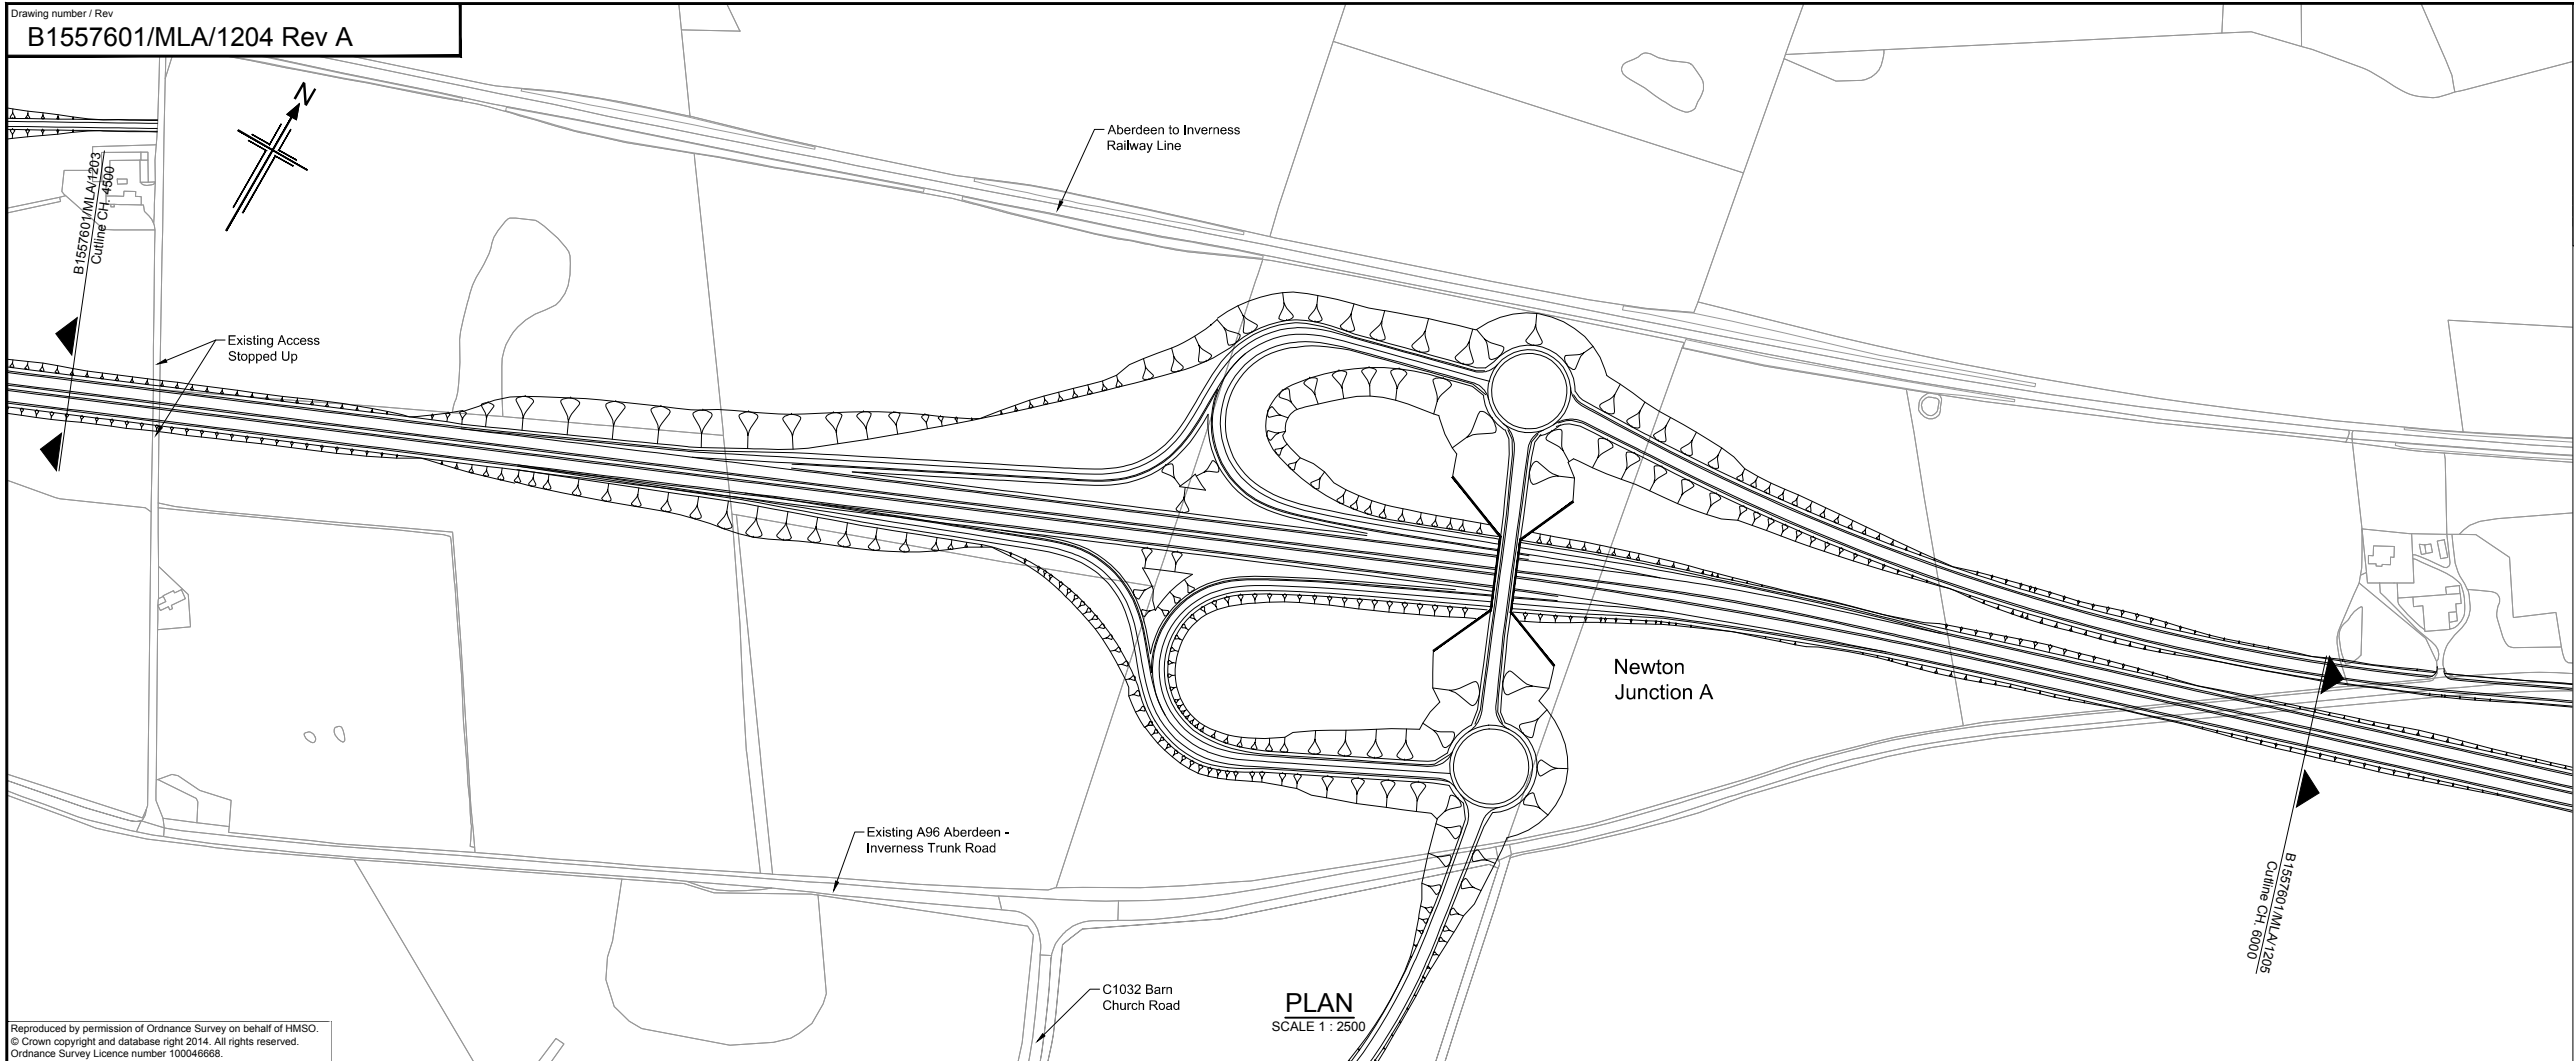 Drawing number / Rev
B1557601/MLA/1204 Rev A
N
Aberdeen to Inverness
Railway Line
B1557601/MLA/1203
Cutline CH. 4500
Existing Access
Stopped Up
Newton
Junction A
Existing A96 Aberdeen -
Inverness Trunk Road
B1557601/MLA/1205
Cutline CH. 6000
C1032 Barn
Church Road
PLAN
SCALE 1 : 2500
Reproduced by permission of Ordnance Survey on behalf of HMSO.
© Crown copyright and database right 2014. All rights reserved.
Ordnance Survey Licence number 100046668.